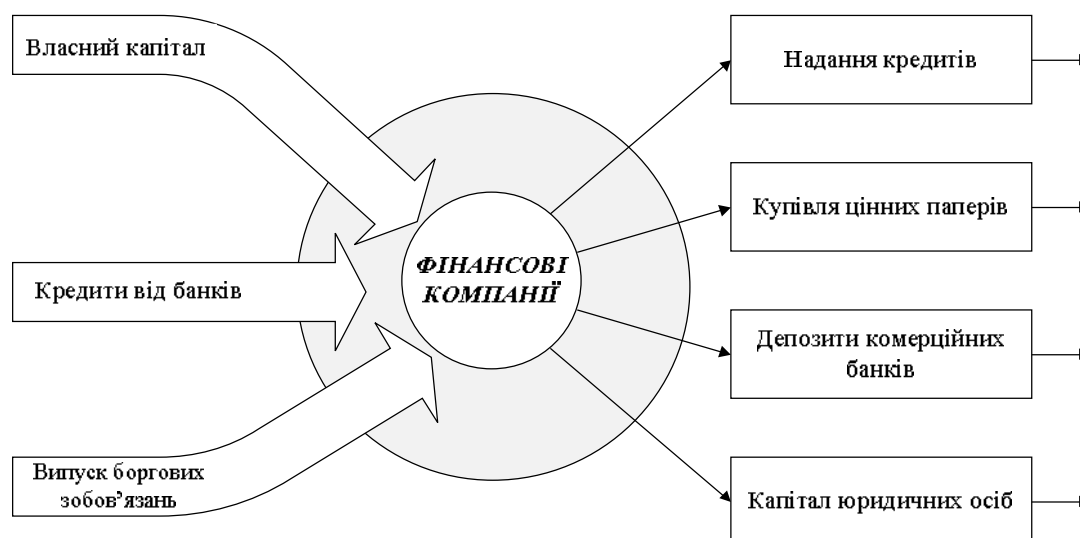 Власний капітал
Кредити від банків
Випуск боргових
зобов’язань
ФІНАНСОВІ
КОМПАНІЇ
Надання кредитів
Купівля цінних паперів
Депозити комерційних
банків
Капітал юридичних осіб